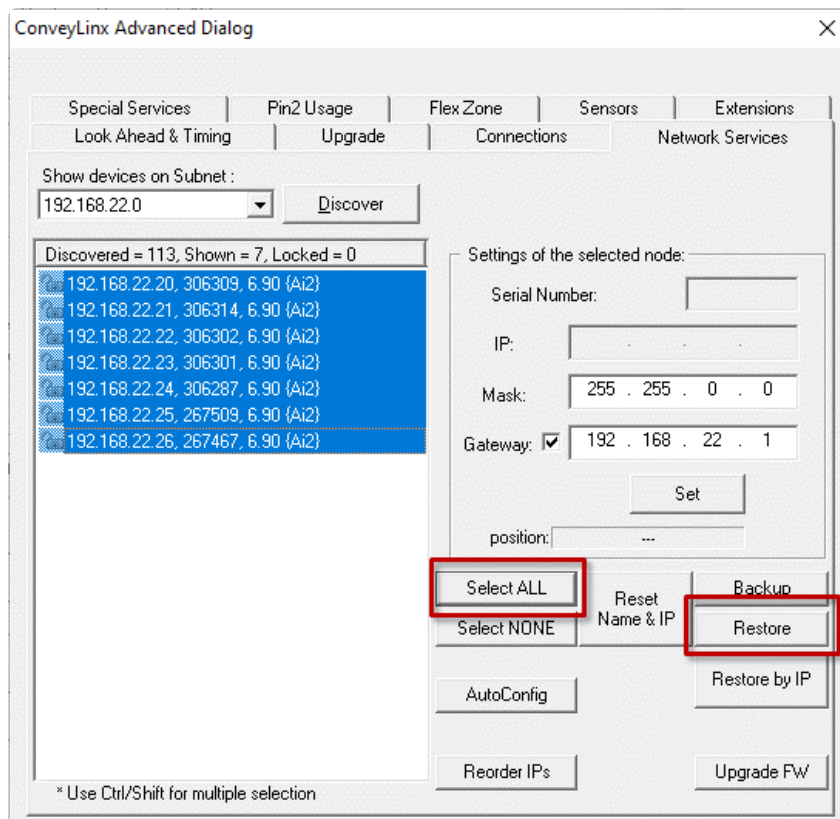 ConveyLinx Advanced Dialog
Special Services Pin2 Usage Flex Zone Sensors Extensions
Look Ahead & Timing Upgrade Connections Network Services
Show devices on Subnet :
192.168.22.0 Discover
Discovered = 113, Shown = 7, Locked = 0
192.168.22.20, 306309, 6.90 {Ai2}
192.168.22.21, 306314, 6.90 {Ai2}
192.168.22.22, 306302, 6.90 {Ai2}
192.168.22.23, 306301, 6.90 {Ai2}
192.168.22.24, 306287, 6.90 {Ai2}
192.168.22.25, 267509, 6.90 {Ai2}
192.168.22.26, 267467, 6.90 {Ai2}
* Use Ctrl/Shift for multiple selection
Settings of the selected node:
Serial Number:
IP: . . .
Mask: 255 . 255 . 0 . 0
Gateway: 192 . 168 . 22 . 1
Set
position: ---
Select ALL
Select NONE
Reset
Name & IP
Backup
Restore
Restore by IP
AutoConfig
Reorder IPs
Upgrade FW